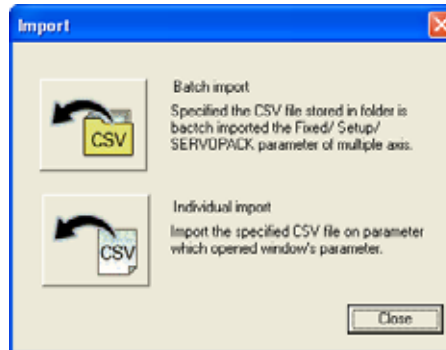 Import
Batch import
Specified the CSV file stored in folder is
bactch imported the Fixed/ Setup/
SERVOPACK parameter of multiple axis.
CSV
Individual import
Import the specified CSV file on parameter
which opened window's parameter.
CSV
Close